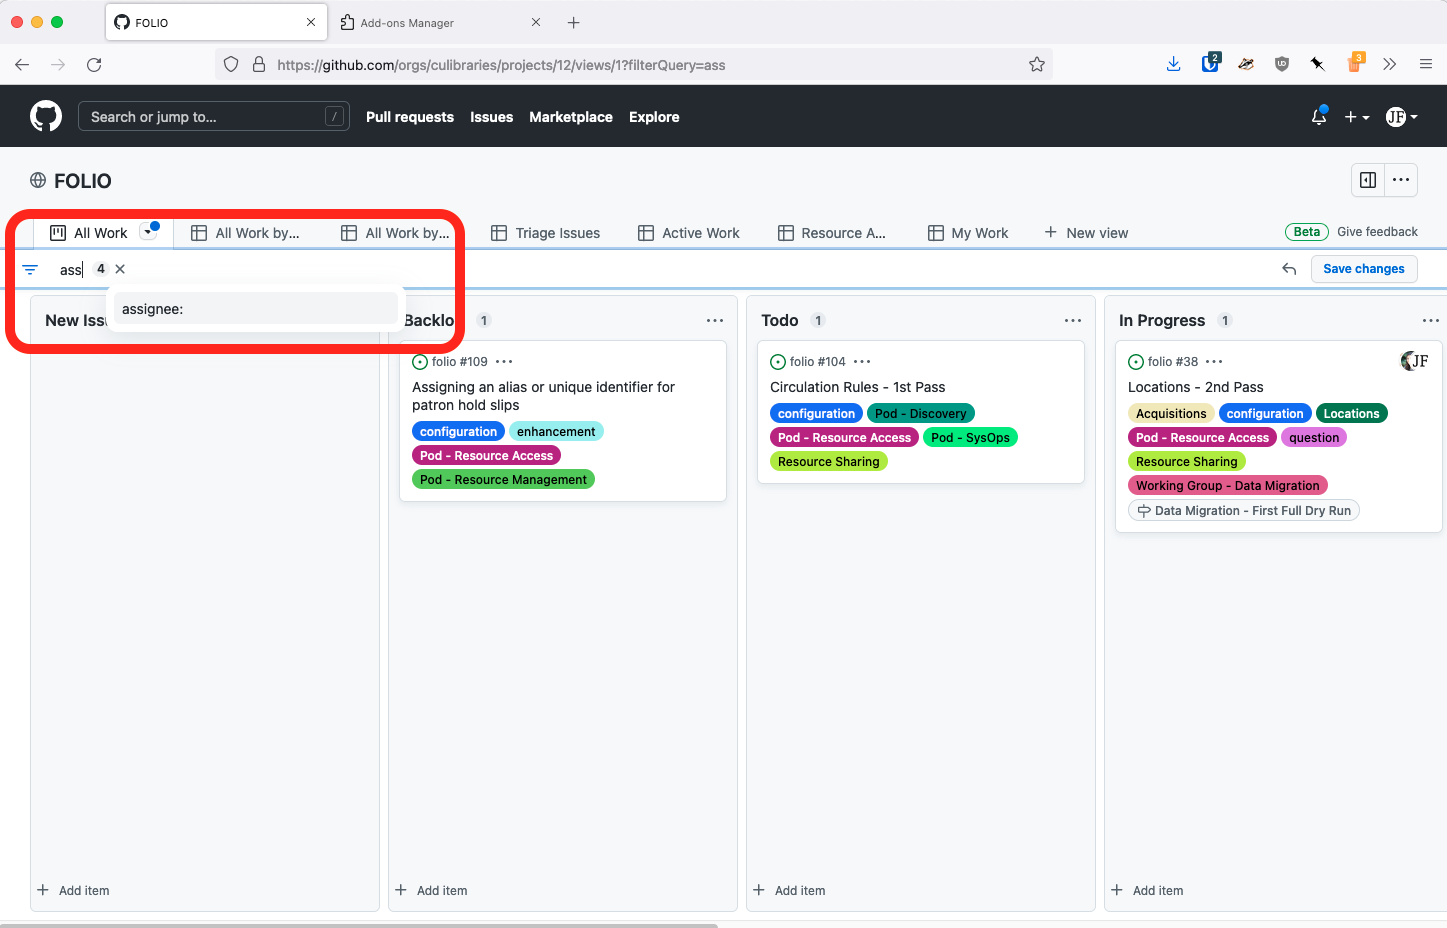 FOLIO
Add-ons Manager
https://github.com/orgs/culibraries/projects/12/views/1?filterQuery=ass
2
UD
3
Search or jump to...
/
Pull requests
Issues
Marketplace
Explore
JF
FOLIO
All Work
All Work by...
All Work by...
Triage Issues
Active Work
Resource A...
My Work
New view
Beta
Give feedback
ass
4
Save changes
assignee:
New Iss
Backlo
1
folio #109
Assigning an alias or unique identifier for
patron hold slips
configuration
enhancement
Pod - Resource Access
Pod - Resource Management
Todo
1
folio #104
Circulation Rules - 1st Pass
configuration
Pod - Discovery
Pod - Resource Access
Pod - SysOps
Resource Sharing
In Progress
1
folio #38
JF
Locations - 2nd Pass
Acquisitions
configuration
Locations
Pod - Resource Access
question
Resource Sharing
Working Group - Data Migration
Data Migration - First Full Dry Run
Add item
Add item
Add item
Add item